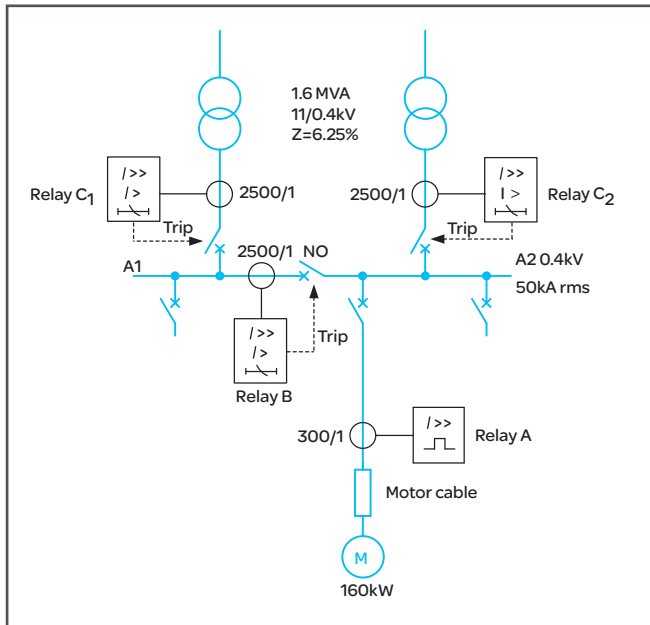 1.6 MVA
11/0.4kV
Z=6.25%
I >>
I >
Relay C1
2500/1
Trip
2500/1
I >>
I >
Relay C2
Trip
2500/1 NO
A1
A2 0.4kV
50kA rms
Trip
I >>
I >
Relay B
300/1
I >>
Relay A
Motor cable
M
160kW